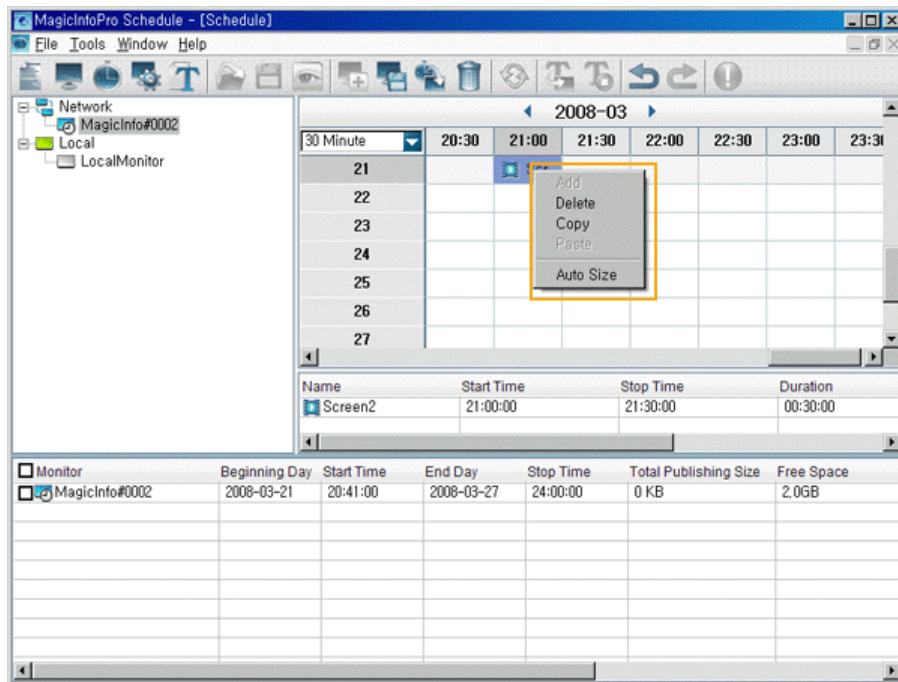 MagicInfoPro Schedule - [Schedule]
File Tools Window Help
Network
MagicInfo#0002
Local
LocalMonitor
2008-03
30 Minute 20:30 21:00 21:30 22:00 22:30 23:00 23:30
21
22
23
24
25
26
27
Add
Delete
Copy
Paste
Auto Size
Name Start Time Stop Time Duration
Screen2 21:00:00 21:30:00 00:30:00
Monitor Beginning Day Start Time End Day Stop Time Total Publishing Size Free Space
MagicInfo#0002 2008-03-21 20:41:00 2008-03-27 24:00:00 0 KB 2,0GB